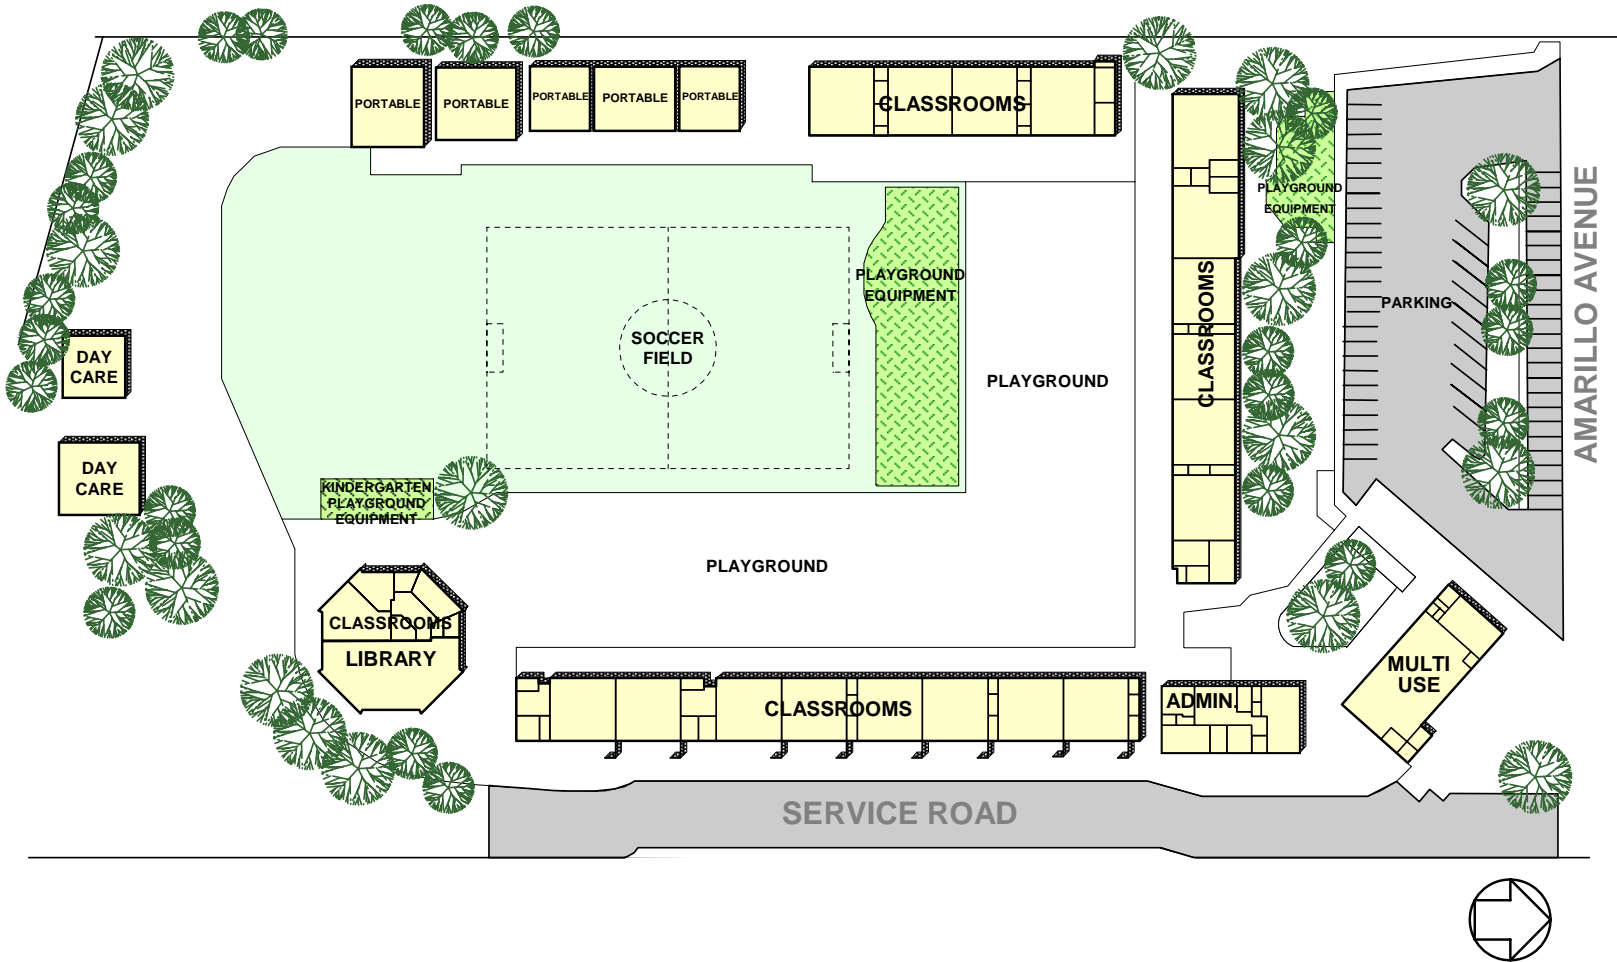 PORTABLE
PORTABLE
PORTABLE
PORTABLE
PORTABLE
CLASSROOMS
PLAYGROUND
EQUIPMENT
PLAYGROUND
EQUIPMENT
CLASSROOMS
PARKING
AMARILLO AVENUE
SOCCER
FIELD
DAY
CARE
PLAYGROUND
DAY
CARE
KINDERGARTEN
PLAYGROUND
EQUIPMENT
PLAYGROUND
CLASSROOMS
LIBRARY
CLASSROOMS
ADMIN.
MULTI
USE
SERVICE ROAD